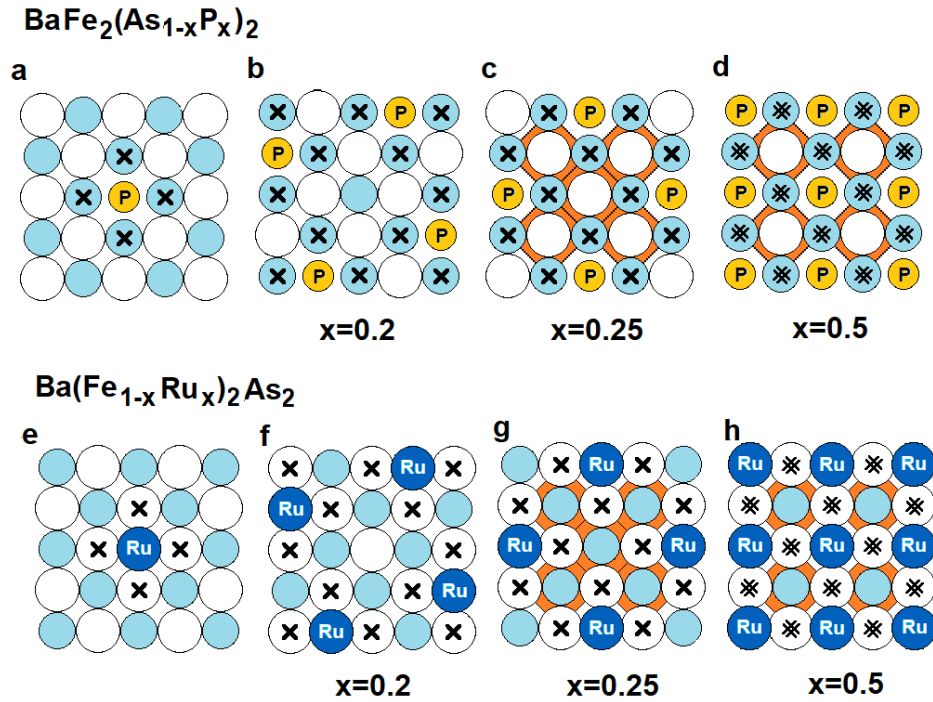 BaFe2(As1-xPx)2
a
P
b
P
P
P
P
x=0.2
c
P
P P
P
x=0.25
d
P P P
P P P
P P P
x=0.5
Ba(Fe1-xRux)2As2
e
Ru
f
Ru
Ru
Ru
Ru
x=0.2
g
Ru
Ru Ru
Ru
x=0.25
h
Ru Ru Ru
Ru Ru Ru
Ru Ru Ru
x=0.5